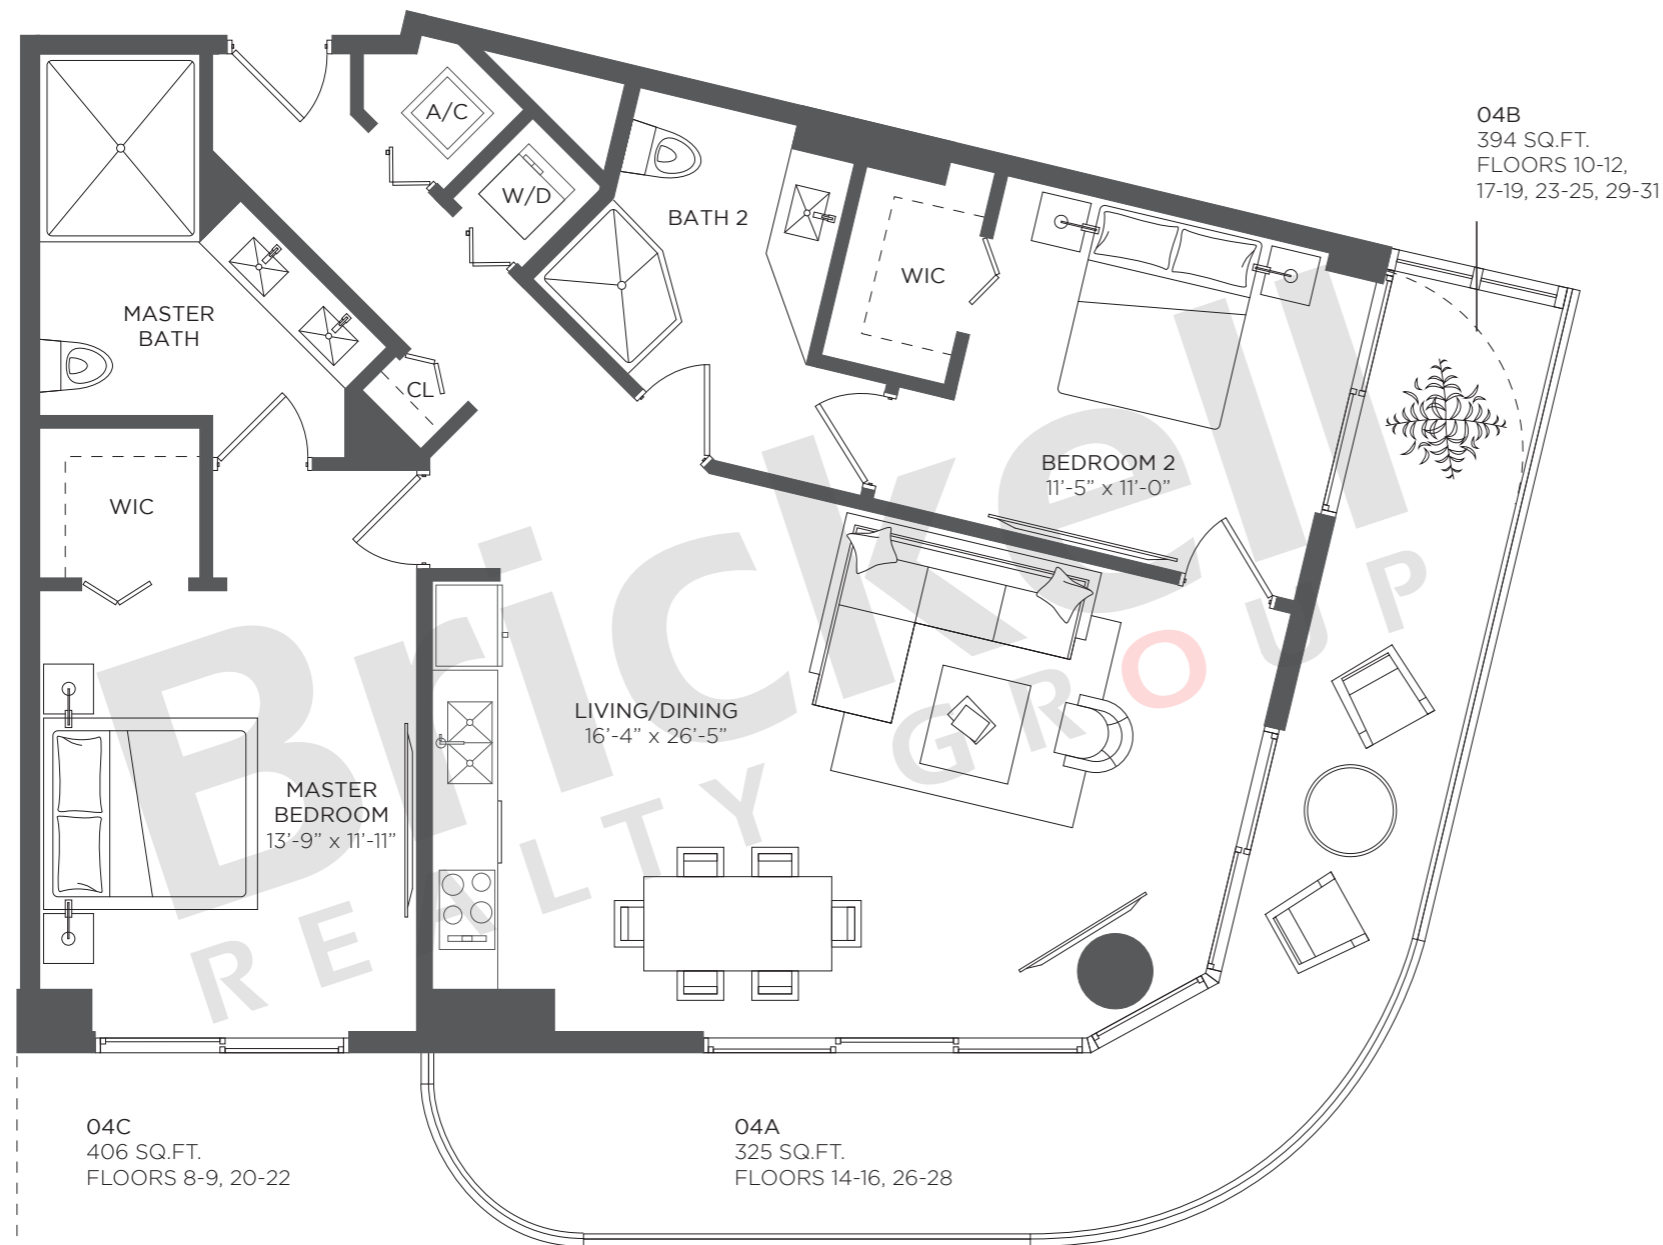 A/C
W/D
BATH 2
WIC
04B
394 SQ.FT.
FLOORS 10-12,
17-19, 23-25, 29-31
MASTER
BATH
CL
WIC
BEDROOM 2
11’-5” x 11’-0”
LIVING/DINING
16’-4” x 26’-5”
MASTER
BEDROOM
13’-9” x 11’-11”
Brickell
REALTY GROUP
04C
406 SQ.FT.
FLOORS 8-9, 20-22
04A
325 SQ.FT.
FLOORS 14-16, 26-28